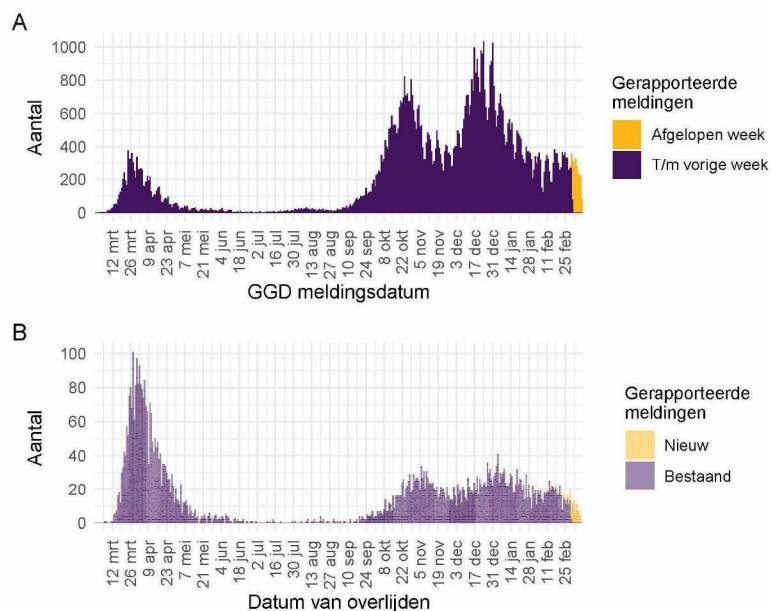 A
1000
800
600
400
200
0
Aantal
12 mrt
26 mrt
9 apr
23 apr
7 mei
21 mei
4 jun
18 jun
2 jul
16 jul
30 jul
13 aug
27 aug
10 sep
24 sep
8 okt
22 okt
5 nov
19 nov
3 dec
17 dec
31 dec
14 jan
28 jan
11 feb
25 feb
GGD meldingsdatum
Gerapporteerde
meldingen
Afgelopen week
T/m vorige week
B
100
80
60
40
20
0
Aantal
12 mrt
26 mrt
9 apr
23 apr
7 mei
21 mei
4 jun
18 jun
2 jul
16 jul
30 jul
13 aug
27 aug
10 sep
24 sep
8 okt
22 okt
5 nov
19 nov
3 dec
17 dec
31 dec
14 jan
28 jan
11 feb
25 feb
Datum van overlijden
Gerapporteerde
meldingen
Nieuw
Bestaand